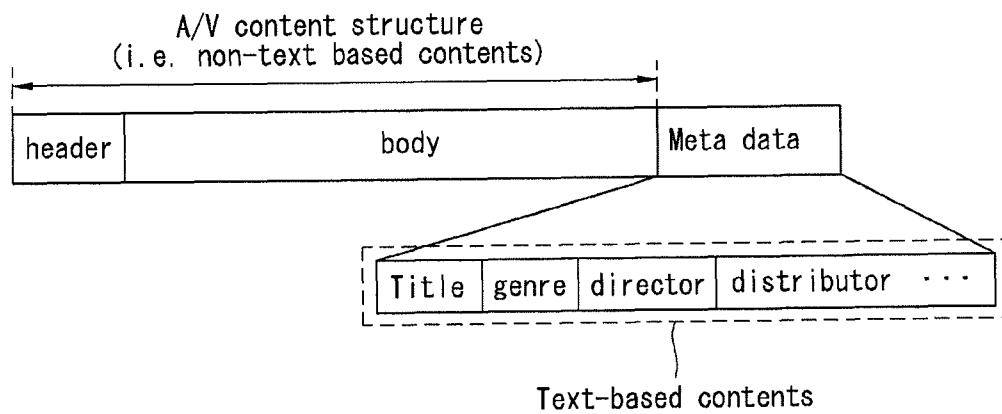 A/V content structure
(i.e. non-text based contents)
header body Meta data
Title genre director distributor ···
Text-based contents